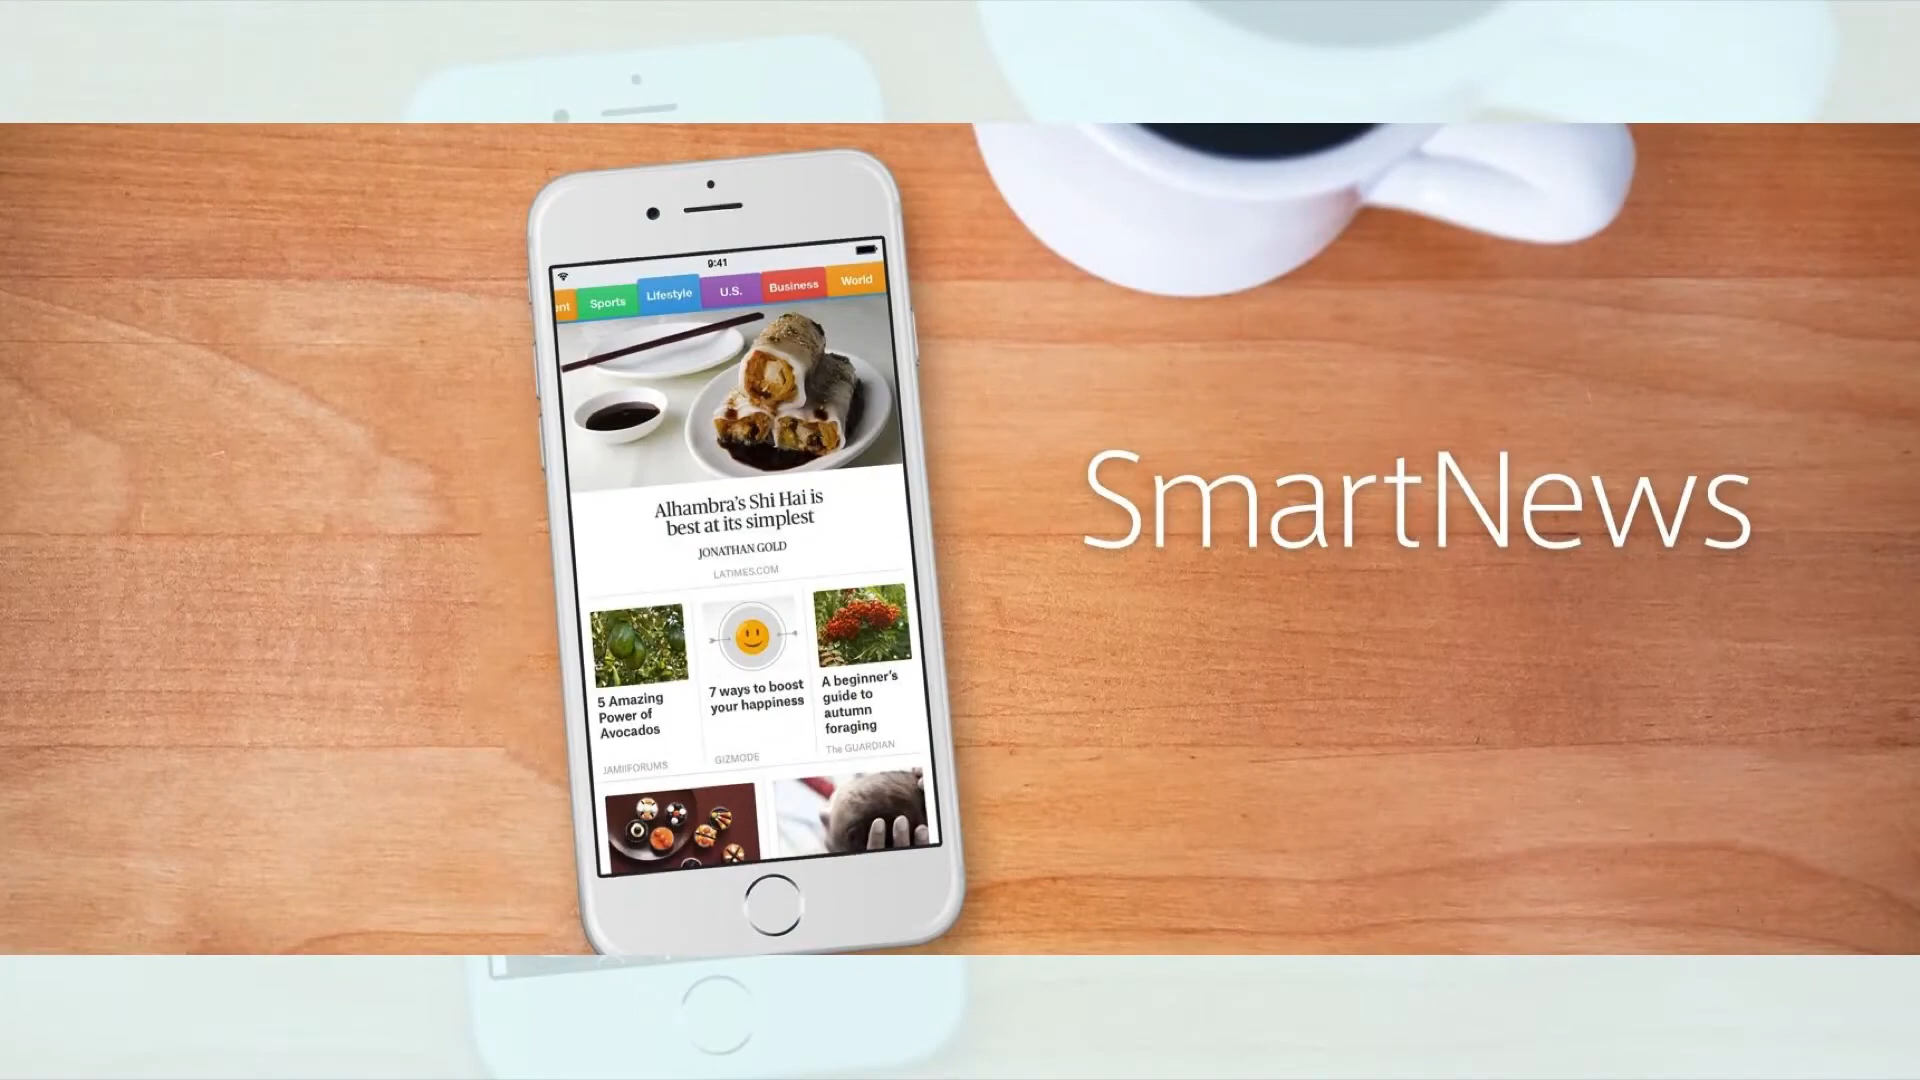 9:41
nt Sports Lifestyle U.S. Business World
Alhambra's Shi Hai is
best at its simplest
JONATHAN GOLD
LATIMES.COM
5 Amazing
Power of
Avocados
JAMIIFORUMS
7 ways to boost
your happiness
GIZMODE
A beginner's
guide to
autumn
foraging
The GUARDIAN
SmartNews